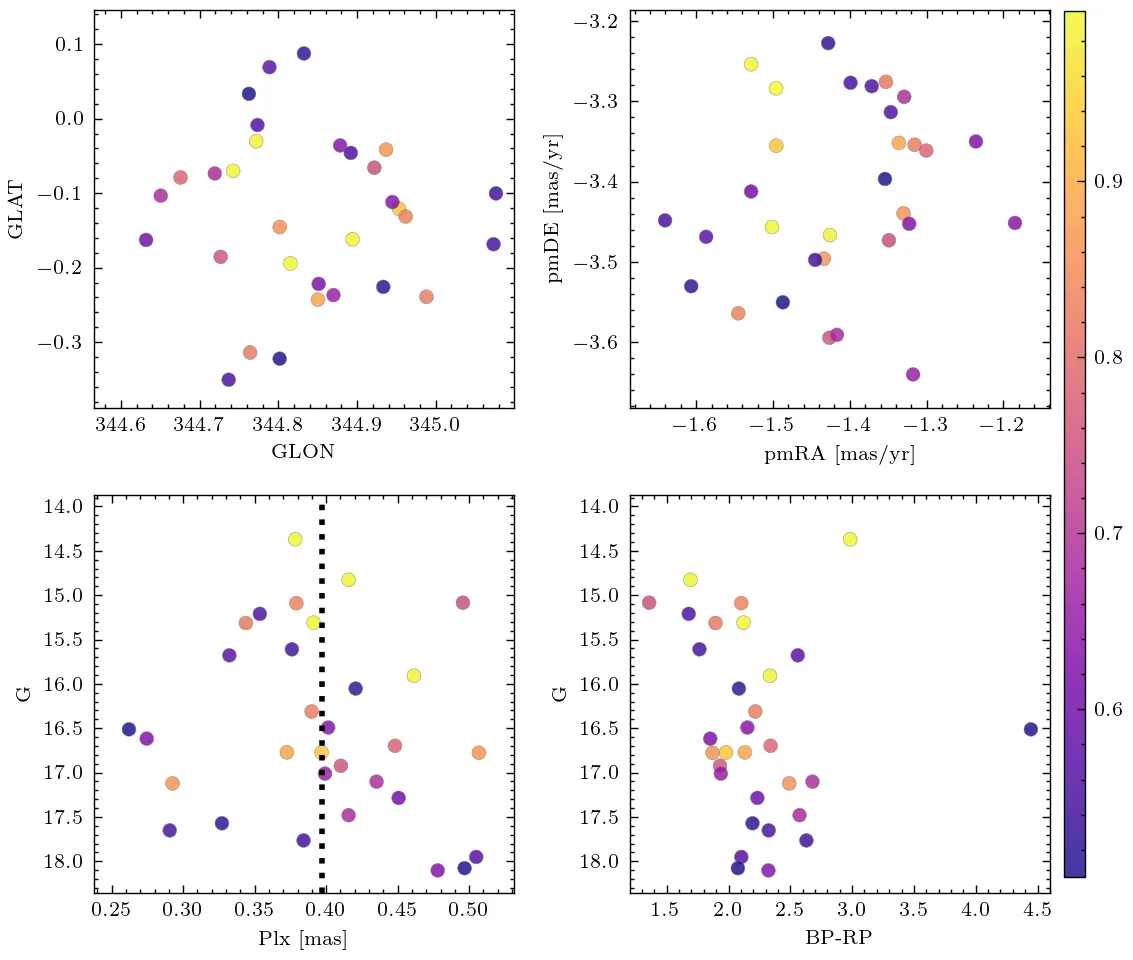 0.1
0.0
−0.1
−0.2
−0.3
GLAT
344.6 344.7 344.8 344.9 345.0
GLON
−3.2
−3.3
−3.4
−3.5
−3.6
pmDE [mas/yr]
−1.6 −1.5 −1.4 −1.3 −1.2
pmRA [mas/yr]
14.0
14.5
15.0
15.5
16.0
16.5
17.0
17.5
18.0
G
0.25 0.30 0.35 0.40 0.45 0.50
Plx [mas]
14.0
14.5
15.0
15.5
16.0
16.5
17.0
17.5
18.0
G
1.5 2.0 2.5 3.0 3.5 4.0 4.5
BP-RP
0.9
0.8
0.7
0.6